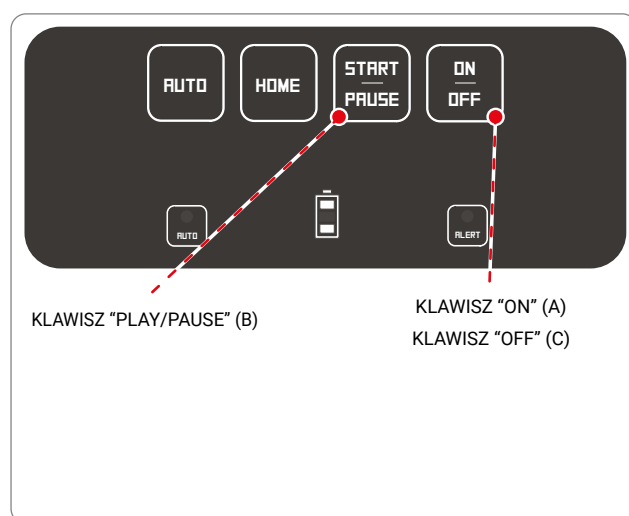 AUTO
HOME
START
PAUSE
ON
OFF
AUTO
ALERT
KLAWISZ “PLAY/PAUSE” (B)
KLAWISZ “ON” (A)
KLAWISZ “OFF” (C)